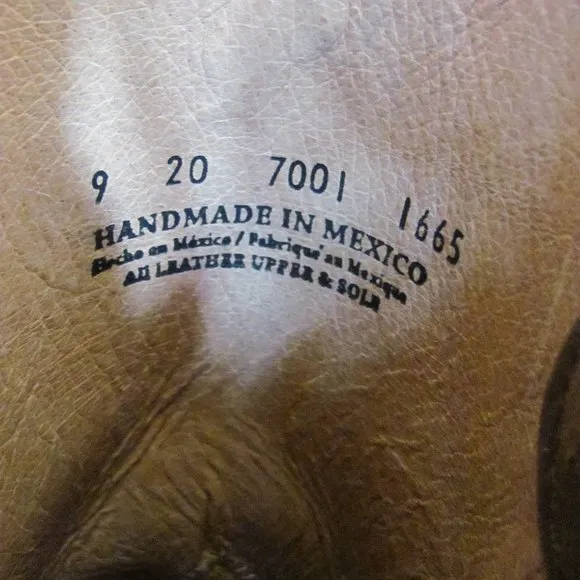 9 20 7001 1665
HANDMADE IN MEXICO
Hecho en México / Fabriqué au Mexique
All LEATHER UPPER & SOLE